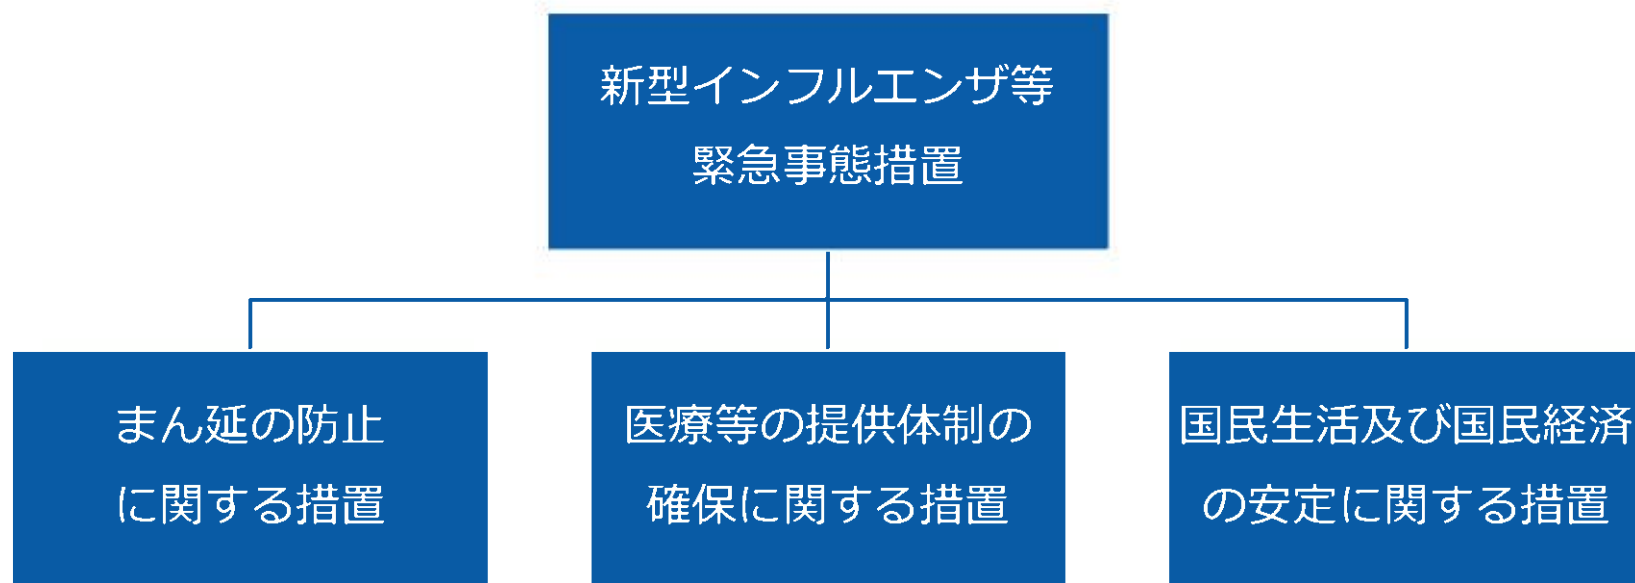 新型インフルエンザ等
緊急事態措置
まん延の防止
に関する措置
医療等の提供体制の
確保に関する措置
国民生活及び国民経済
の安定に関する措置